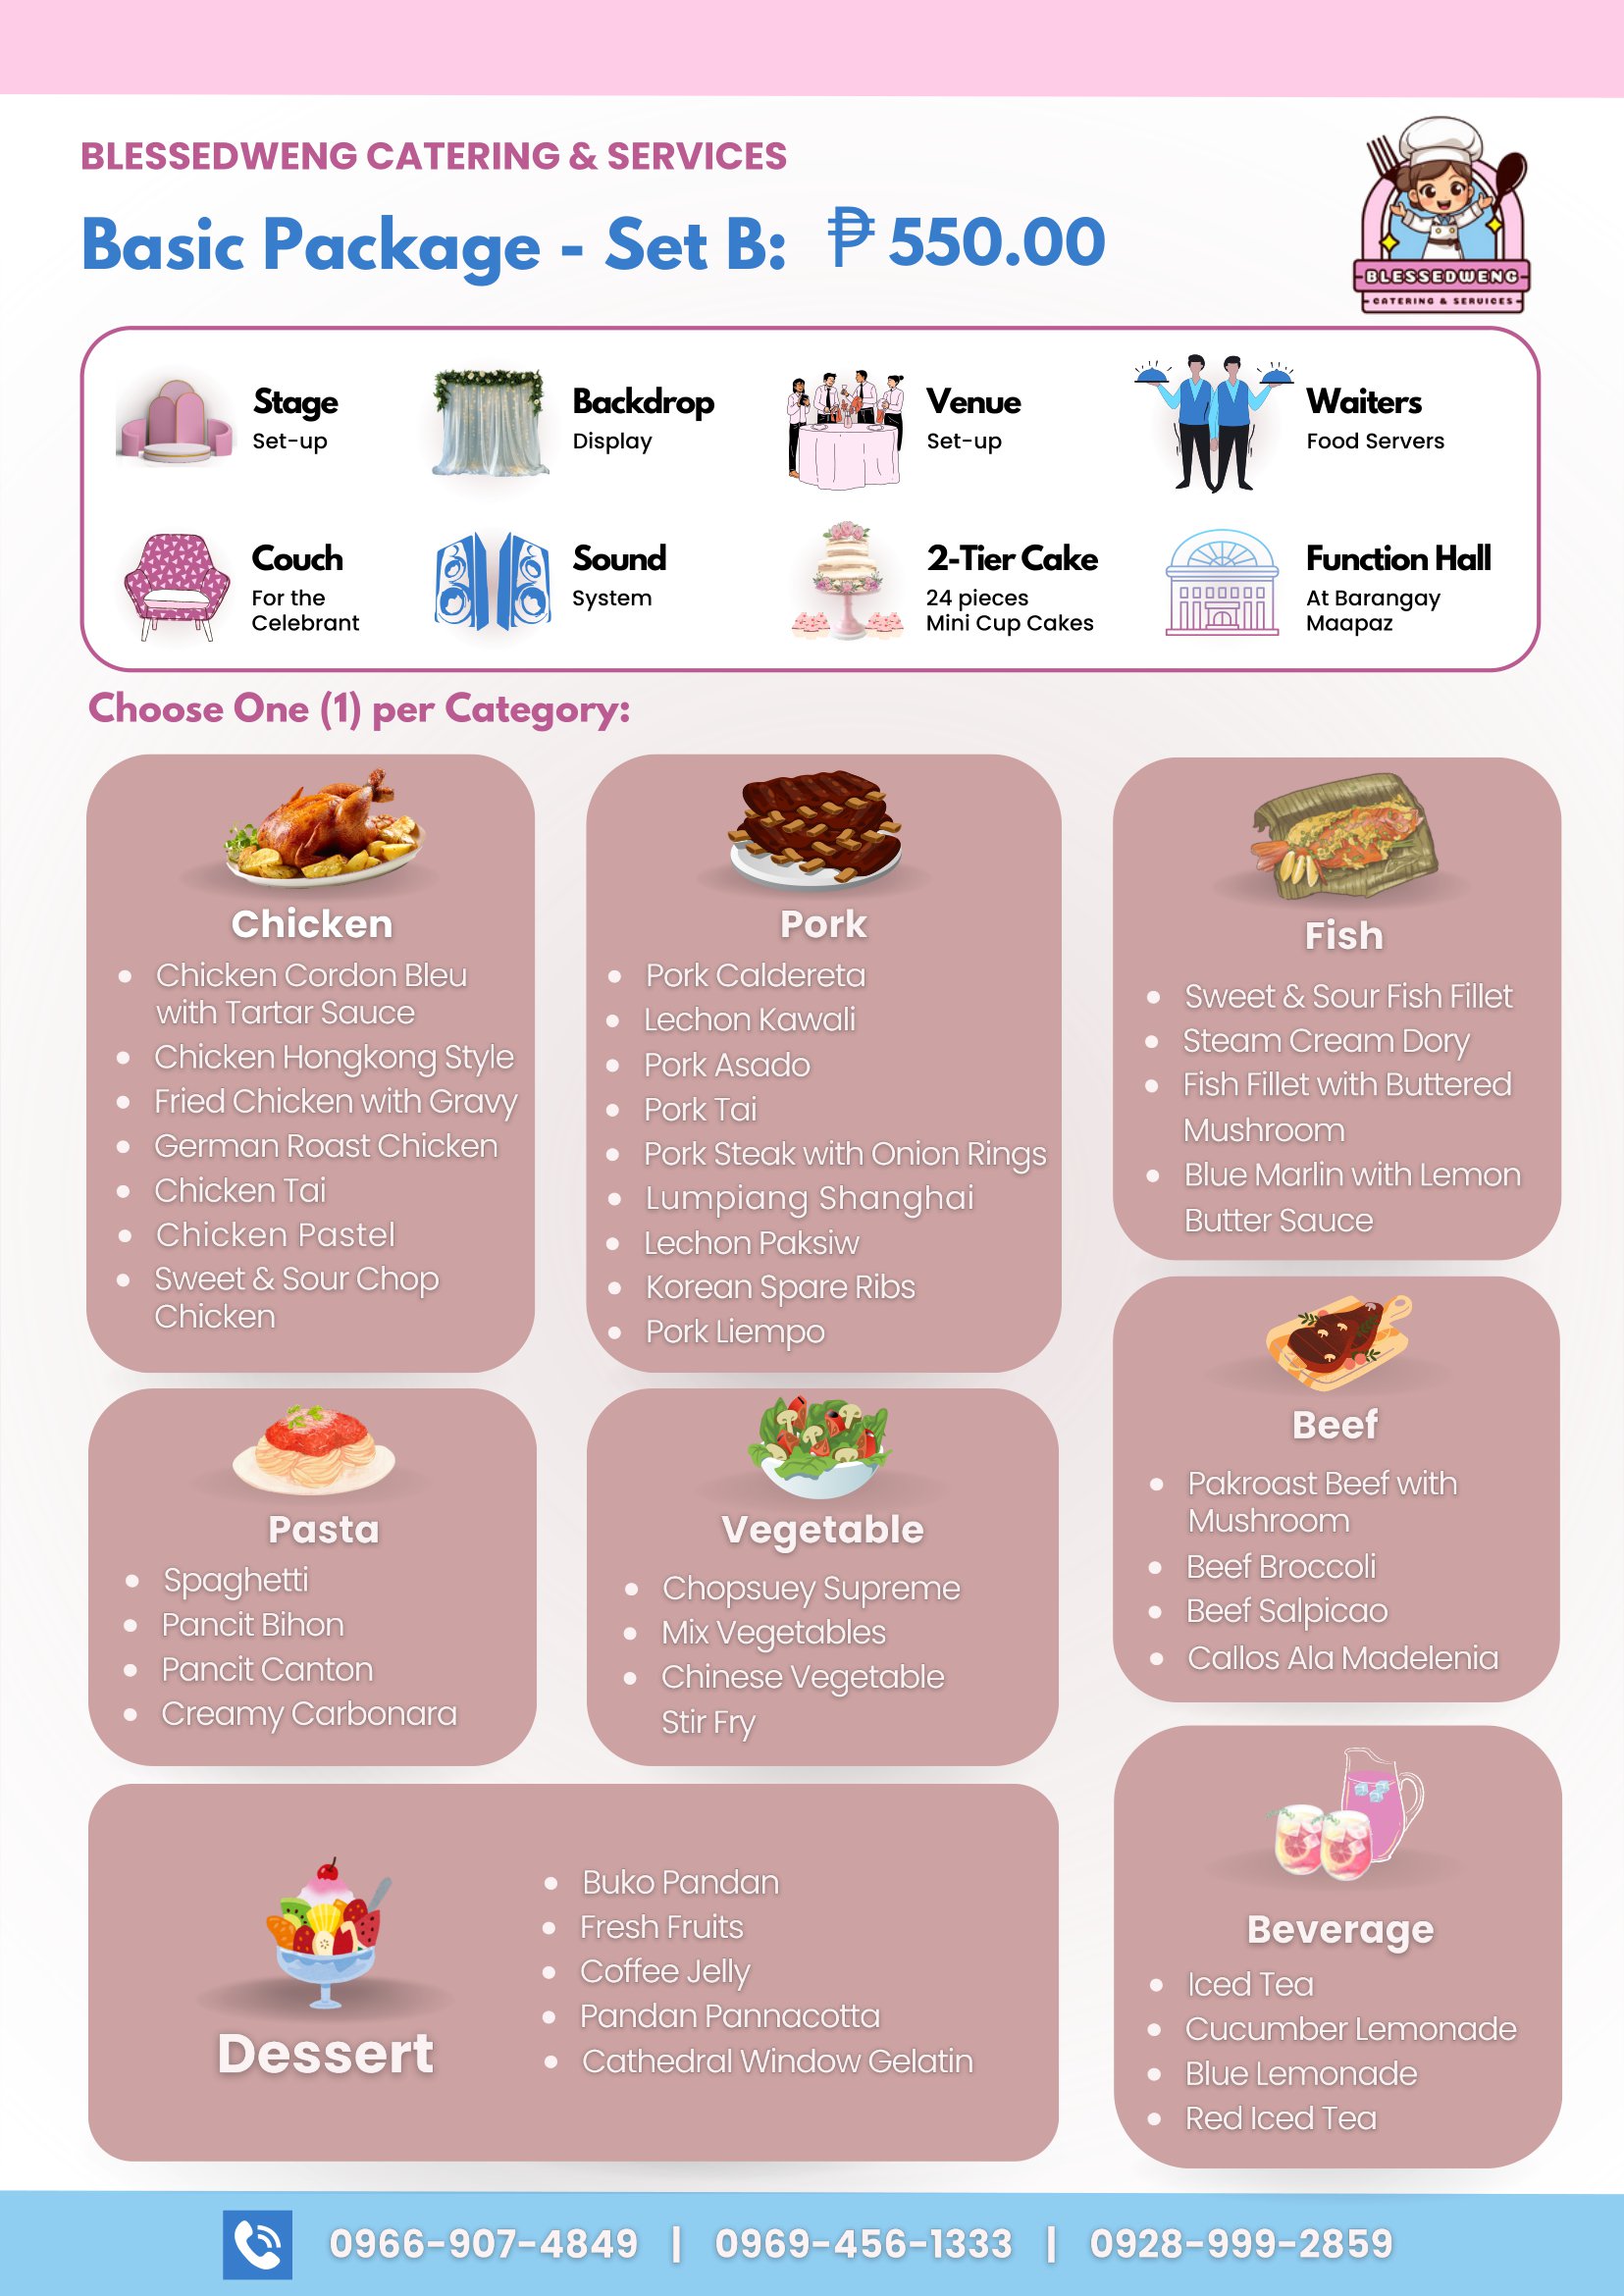 BLESSEDWENG CATERING & SERVICES
Basic Package - Set B: ₱ 550.00
BLESSEDWENG
CATERING & SERVICES
Stage
Set-up
Backdrop
Display
Venue
Set-up
Waiters
Food Servers
Couch
For the
Celebrant
Sound
System
2-Tier Cake
24 pieces
Mini Cup Cakes
Function Hall
At Barangay
Maapaz
Choose One (1) per Category:
Chicken
• Chicken Cordon Bleu
with Tartar Sauce
• Chicken Hongkong Style
• Fried Chicken with Gravy
• German Roast Chicken
• Chicken Tai
• Chicken Pastel
• Sweet & Sour Chop
Chicken
Pork
• Pork Caldereta
• Lechon Kawali
• Pork Asado
• Pork Tai
• Pork Steak with Onion Rings
• Lumpiang Shanghai
• Lechon Paksiw
• Korean Spare Ribs
• Pork Liempo
Fish
• Sweet & Sour Fish Fillet
• Steam Cream Dory
• Fish Fillet with Buttered
Mushroom
• Blue Marlin with Lemon
Butter Sauce
Beef
• Pakroast Beef with
Mushroom
• Beef Broccoli
• Beef Salpicao
• Callos Ala Madelenia
Pasta
• Spaghetti
• Pancit Bihon
• Pancit Canton
• Creamy Carbonara
Vegetable
• Chopsuey Supreme
• Mix Vegetables
• Chinese Vegetable
Stir Fry
Dessert
• Buko Pandan
• Fresh Fruits
• Coffee Jelly
• Pandan Pannacotta
• Cathedral Window Gelatin
Beverage
• Iced Tea
• Cucumber Lemonade
• Blue Lemonade
• Red Iced Tea
0966-907-4849 | 0969-456-1333 | 0928-999-2859